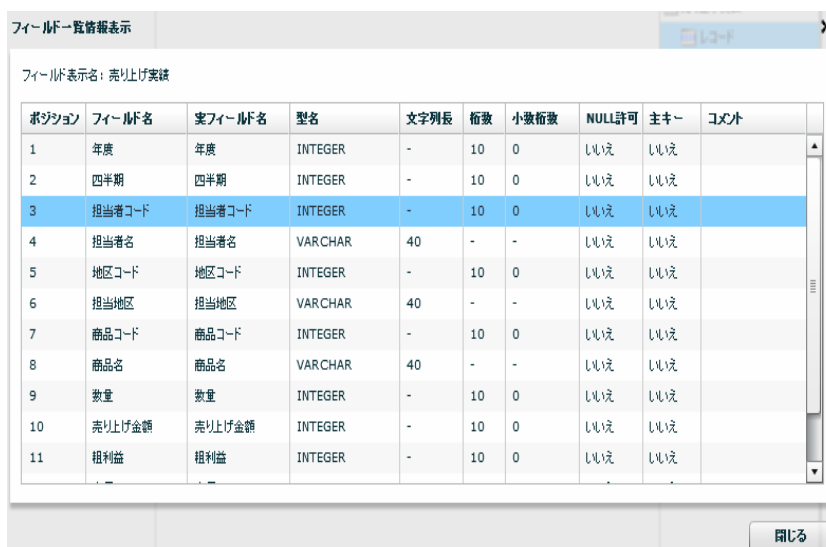 フィールド一覧情報表示
レコード
フィールド表示名: 売り上げ実績
ポジション フィールド名 実フィールド名 型名 文字列長 桁数 小数桁数 NULL許可 主キー コメント
1 年度 年度 INTEGER - 10 0 いいえ いいえ
2 四半期 四半期 INTEGER - 10 0 いいえ いいえ
3 担当者コード 担当者コード INTEGER - 10 0 いいえ いいえ
4 担当者名 担当者名 VARCHAR 40 - - いいえ いいえ
5 地区コード 地区コード INTEGER - 10 0 いいえ いいえ
6 担当地区 担当地区 VARCHAR 40 - - いいえ いいえ
7 商品コード 商品コード INTEGER - 10 0 いいえ いいえ
8 商品名 商品名 VARCHAR 40 - - いいえ いいえ
9 数量 数量 INTEGER - 10 0 いいえ いいえ
10 売り上げ金額 売り上げ金額 INTEGER - 10 0 いいえ いいえ
11 粗利益 粗利益 INTEGER - 10 0 いいえ いいえ
閉じる